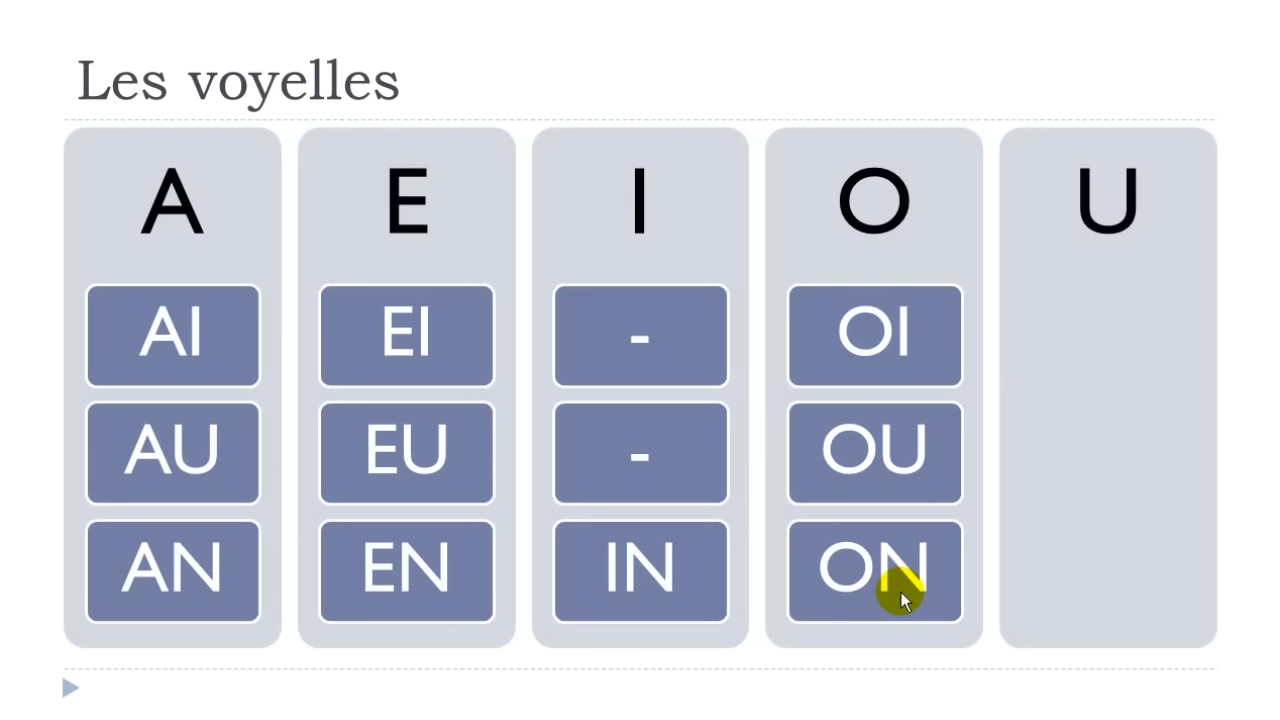 Les voyelles
A E I O U
AI EI - OI
AU EU - OU
AN EN IN ON